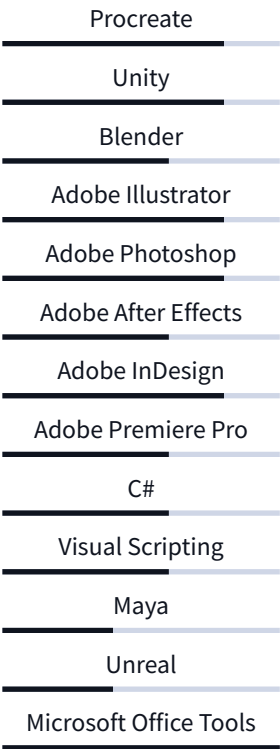 Procreate
Unity
Blender
Adobe Illustrator
Adobe Photoshop
Adobe After Effects
Adobe InDesign
Adobe Premiere Pro
C#
Visual Scripting
Maya
Unreal
Microsoft Office Tools